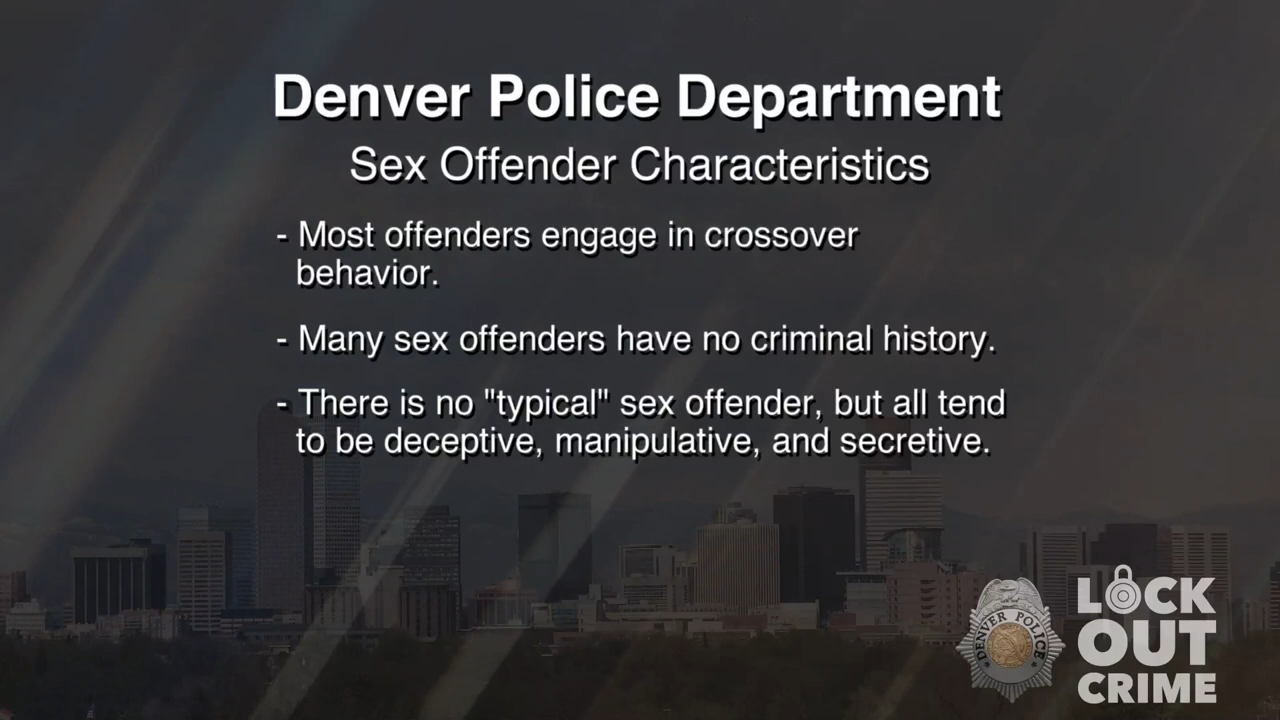 Denver Police Department
Sex Offender Characteristics
- Most offenders engage in crossover
behavior.
- Many sex offenders have no criminal history.
- There is no "typical" sex offender, but all tend
to be deceptive, manipulative, and secretive.
DENVER POLICE
LOCK
OUT
CRIME